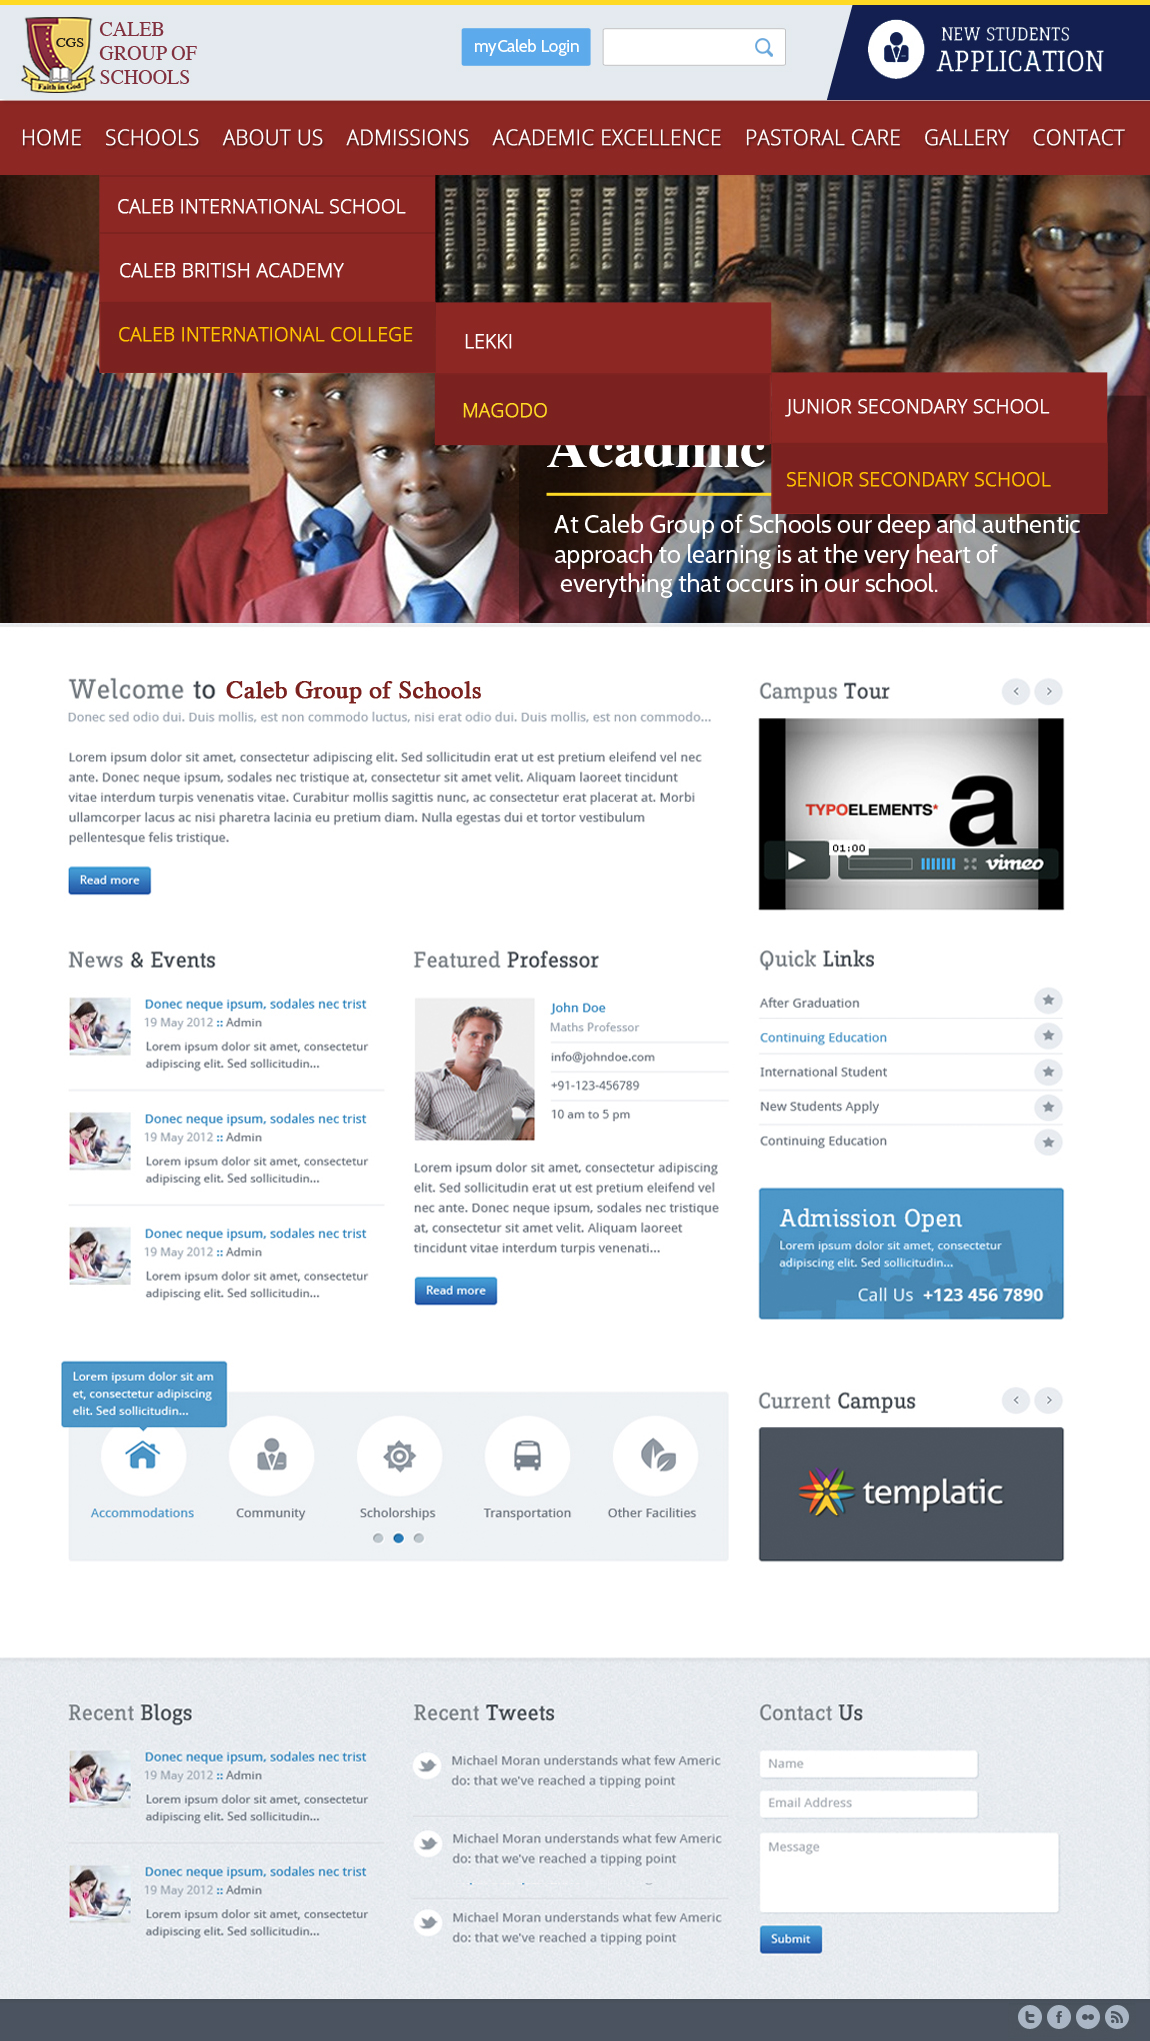 CGS
Faith in God
CALEB
GROUP OF
SCHOOLS
myCaleb Login
NEW STUDENTS
APPLICATION
HOME SCHOOLS ABOUT US ADMISSIONS ACADEMIC EXCELLENCE PASTORAL CARE GALLERY CONTACT
CALEB INTERNATIONAL SCHOOL
CALEB BRITISH ACADEMY
CALEB INTERNATIONAL COLLEGE
LEKKI
MAGODO
JUNIOR SECONDARY SCHOOL
SENIOR SECONDARY SCHOOL
Britannica Britannica Britannica Britannica Britannica Britannica Britannica Britannica
Acadmic
At Caleb Group of Schools our deep and authentic
approach to learning is at the very heart of
everything that occurs in our school.
Welcome to Caleb Group of Schools
Donec sed odio dui. Duis mollis, est non commodo luctus, nisi erat odio dui. Duis mollis, est non commodo...
Lorem ipsum dolor sit amet, consectetur adipiscing elit. Sed sollicitudin erat ut est pretium eleifend vel nec
ante. Donec neque ipsum, sodales nec tristique at, consectetur sit amet velit. Aliquam laoreet tincidunt
vitae interdum turpis venenatis vitae. Curabitur mollis sagittis nunc, ac consectetur erat placerat at. Morbi
ullamcorper lacus ac nisi pharetra lacinia eu pretium diam. Nulla egestas dui et tortor vestibulum
pellentesque felis tristique.
Read more
Campus Tour
TYPOELEMENTS*
a
01:00
vimeo
News & Events
Donec neque ipsum, sodales nec trist
19 May 2012 :: Admin
Lorem ipsum dolor sit amet, consectetur
adipiscing elit. Sed sollicitudin...
Donec neque ipsum, sodales nec trist
19 May 2012 :: Admin
Lorem ipsum dolor sit amet, consectetur
adipiscing elit. Sed sollicitudin...
Donec neque ipsum, sodales nec trist
19 May 2012 :: Admin
Lorem ipsum dolor sit amet, consectetur
adipiscing elit. Sed sollicitudin...
Featured Professor
John Doe
Maths Professor
info@johndoe.com
+91-123-456789
10 am to 5 pm
Lorem ipsum dolor sit amet, consectetur adipiscing
elit. Sed sollicitudin erat ut est pretium eleifend vel
nec ante. Donec neque ipsum, sodales nec tristique
at, consectetur sit amet velit. Aliquam laoreet
tincidunt vitae interdum turpis venenati...
Read more
Quick Links
After Graduation
Continuing Education
International Student
New Students Apply
Continuing Education
Admission Open
Lorem ipsum dolor sit amet, consectetur
adipiscing elit. Sed sollicitudin...
Call Us +123 456 7890
Lorem ipsum dolor sit am
et, consectetur adipiscing
elit. Sed sollicitudin...
Accommodations Community Scholorships Transportation Other Facilities
Current Campus
templatic
Recent Blogs
Donec neque ipsum, sodales nec trist
19 May 2012 :: Admin
Lorem ipsum dolor sit amet, consectetur
adipiscing elit. Sed sollicitudin...
Donec neque ipsum, sodales nec trist
19 May 2012 :: Admin
Lorem ipsum dolor sit amet, consectetur
adipiscing elit. Sed sollicitudin...
Recent Tweets
Michael Moran understands what few Americ
do: that we've reached a tipping point
Michael Moran understands what few Americ
do: that we've reached a tipping point
Michael Moran understands what few Americ
do: that we've reached a tipping point
Contact Us
Name
Email Address
Message
Submit